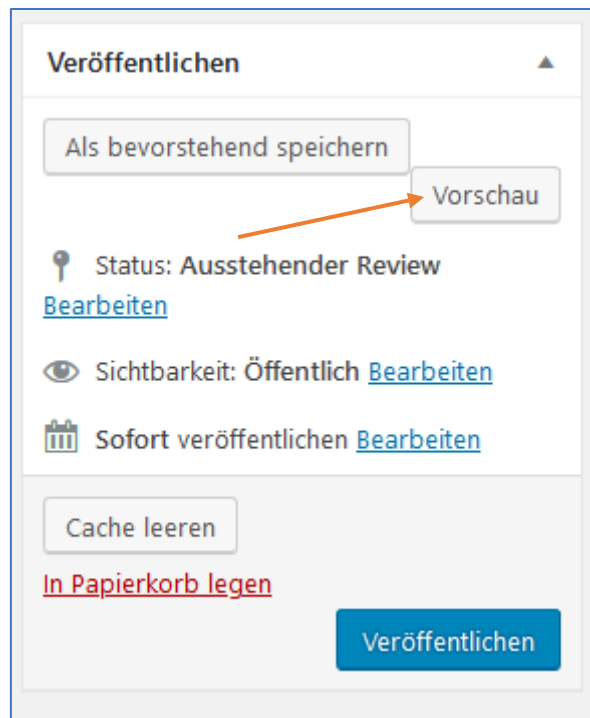 Veröffentlichen
Als bevorstehend speichern
Vorschau
Status: Ausstehender Review
Bearbeiten
Sichtbarkeit: Öffentlich Bearbeiten
Sofort veröffentlichen Bearbeiten
Cache leeren
In Papierkorb legen
Veröffentlichen